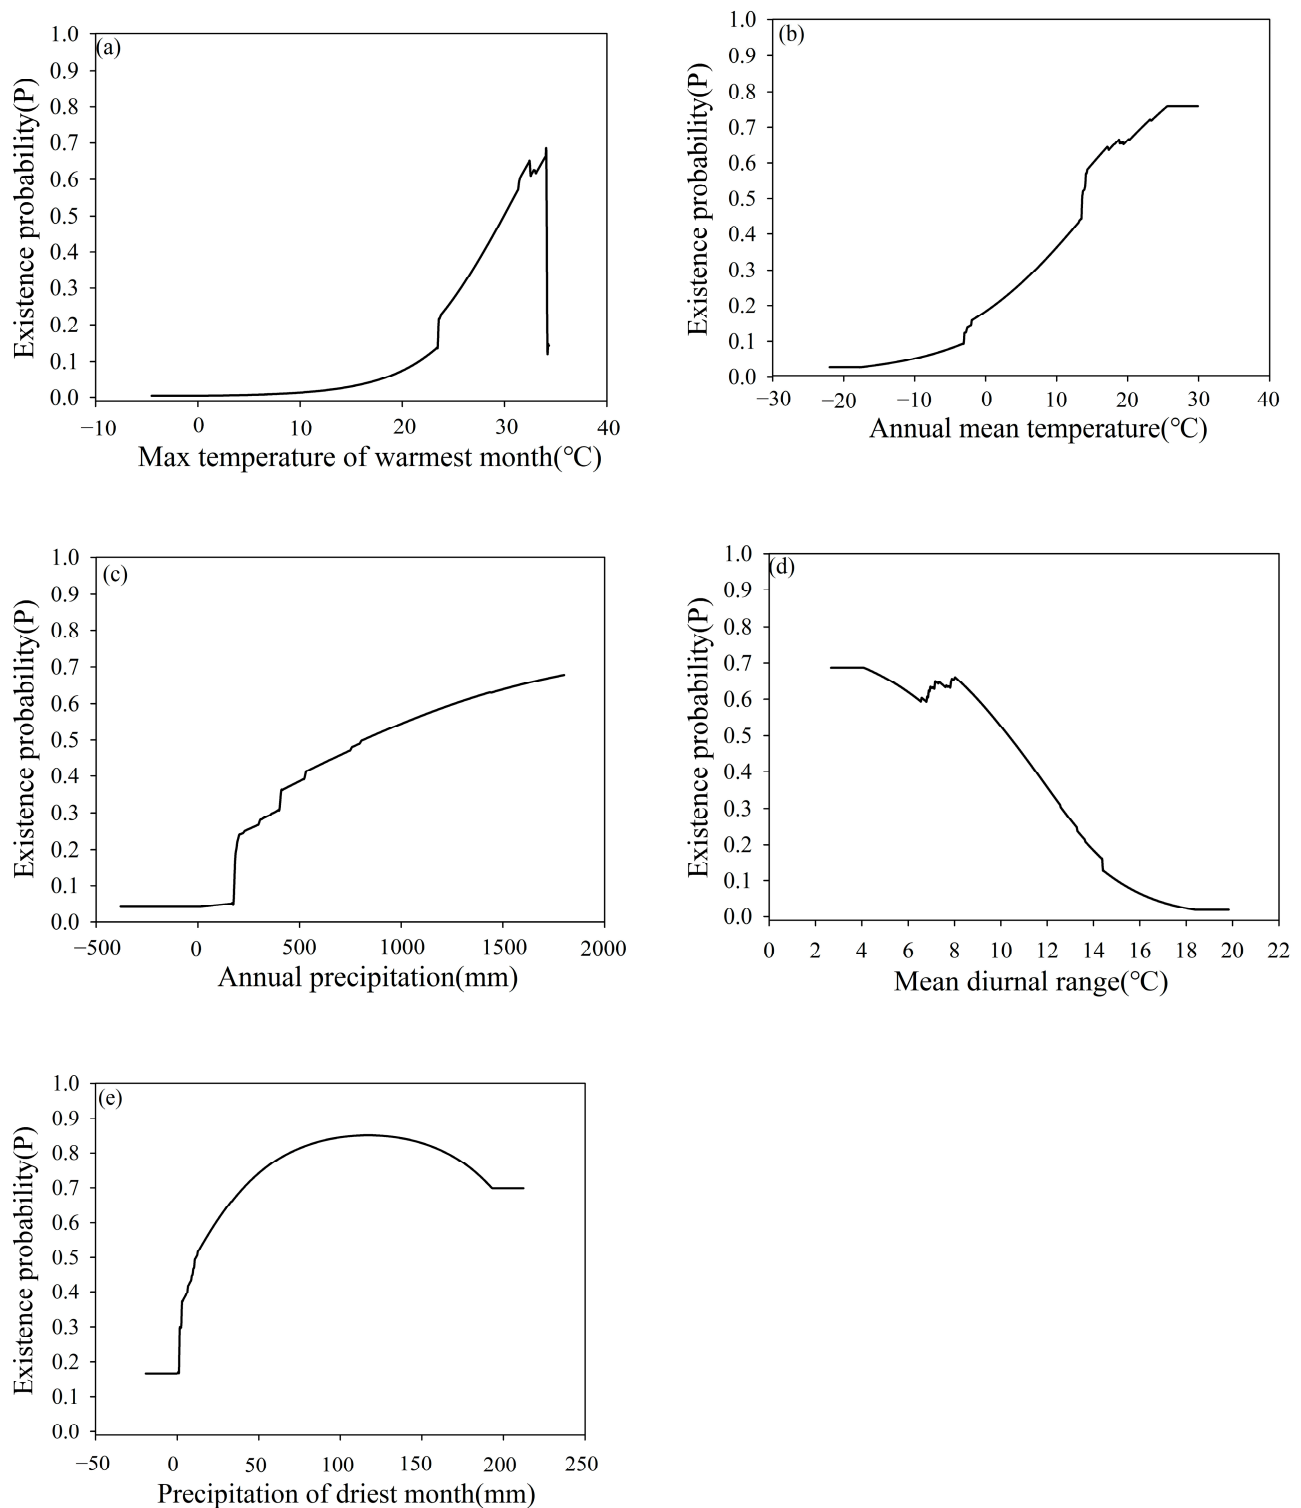 (a)
Existence probability(P)
1.0
0.9
0.8
0.7
0.6
0.5
0.4
0.3
0.2
0.1
0.0
−10 0 10 20 30 40
Max temperature of warmest month(°C)
(b)
Existence probability(P)
1.0
0.9
0.8
0.7
0.6
0.5
0.4
0.3
0.2
0.1
0.0
−30 −20 −10 0 10 20 30 40
Annual mean temperature(°C)
(c)
Existence probability(P)
1.0
0.9
0.8
0.7
0.6
0.5
0.4
0.3
0.2
0.1
0.0
−500 0 500 1000 1500 2000
Annual precipitation(mm)
(d)
Existence probability(P)
1.0
0.9
0.8
0.7
0.6
0.5
0.4
0.3
0.2
0.1
0.0
0 2 4 6 8 10 12 14 16 18 20 22
Mean diurnal range(°C)
(e)
Existence probability(P)
1.0
0.9
0.8
0.7
0.6
0.5
0.4
0.3
0.2
0.1
0.0
−50 0 50 100 150 200 250
Precipitation of driest month(mm)